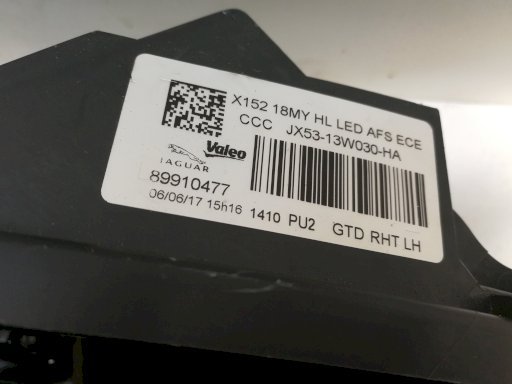 X152 18MY HL LED AFS ECE
CCC JX53-13W030-HA
Valeo
JAGUAR
89910477
06/06/17 15h16 1410 PU2 GTD RHT LH